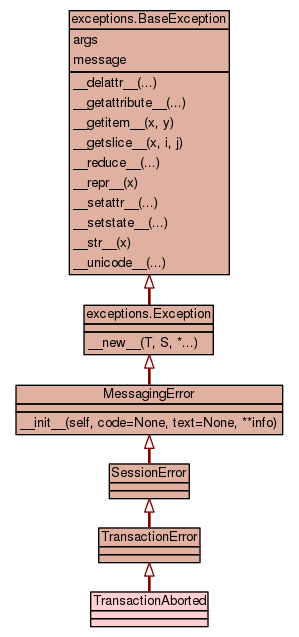 exceptions.BaseException
args
message
__delattr__(...)
__getattribute__(...)
__getitem__(x, y)
__getslice__(x, i, j)
__reduce__(...)
__repr__(x)
__setattr__(...)
__setstate__(...)
__str__(x)
__unicode__(...)
exceptions.Exception
__new__(T, S, *...)
MessagingError
__init__(self, code=None, text=None, **info)
SessionError
TransactionError
TransactionAborted